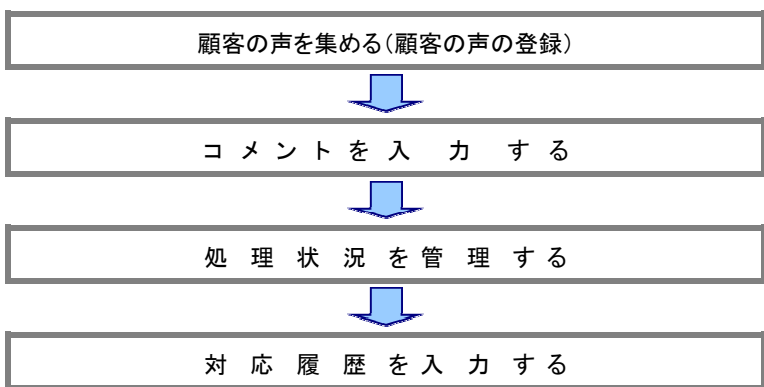 顧客の声を集める(顧客の声の登録)
コメントを入力する
処理状況を管理する
対応履歴を入力する